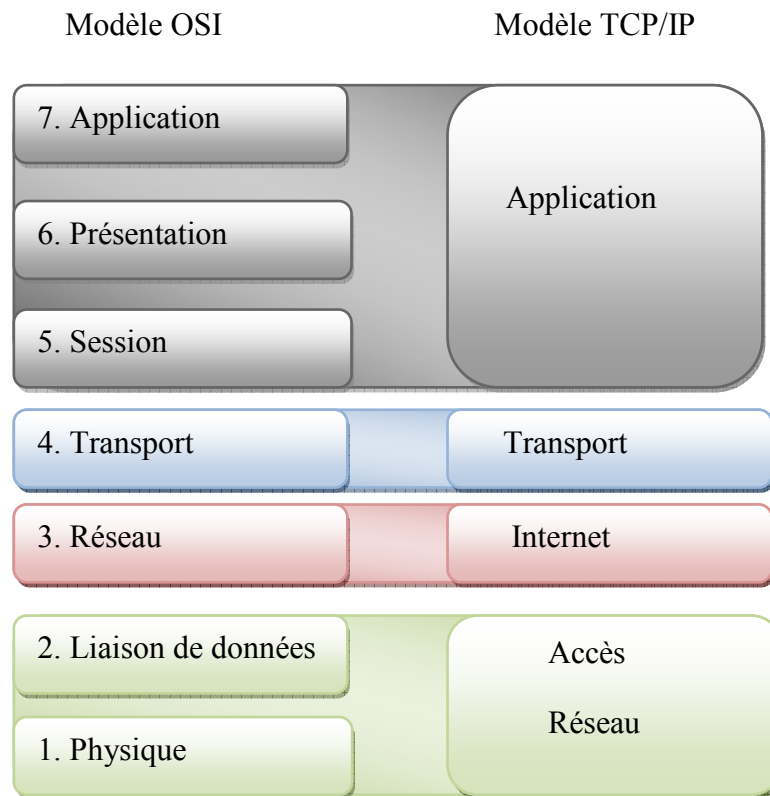 Modèle OSI
Modèle TCP/IP
7. Application
6. Présentation
5. Session
Application
4. Transport
Transport
3. Réseau
Internet
2. Liaison de données
1. Physique
Accès
Réseau